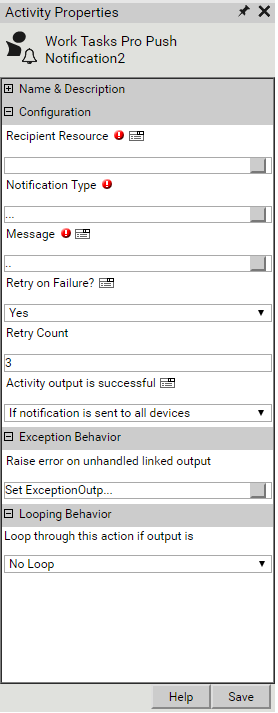 Activity Properties
Work Tasks Pro Push
Notification2
Name & Description
Configuration
Recipient Resource
Notification Type
...
Message
..
Retry on Failure?
Yes
Retry Count
3
Activity output is successful
If notification is sent to all devices
Exception Behavior
Raise error on unhandled linked output
Set ExceptionOutp...
Looping Behavior
Loop through this action if output is
No Loop
Help Save